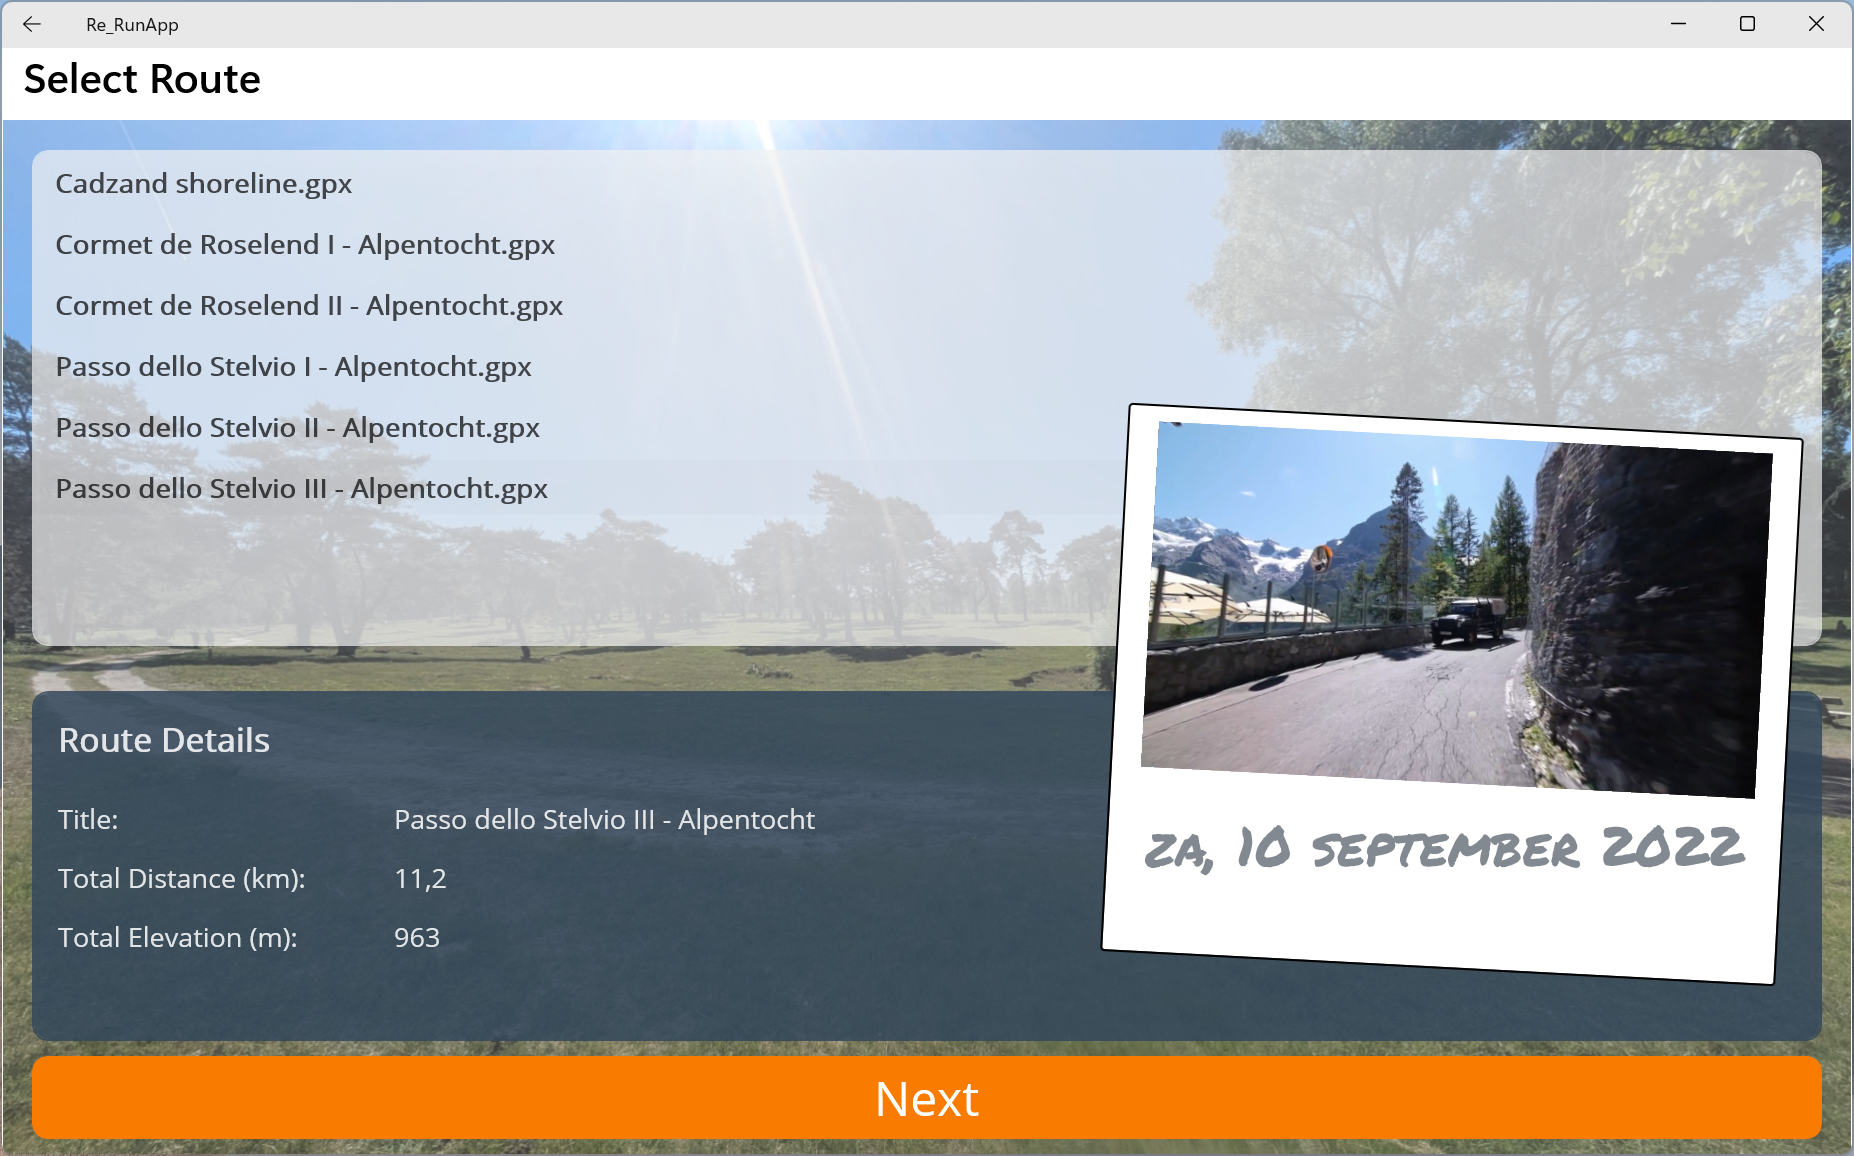 Re_RunApp
Select Route
Cadzand shoreline.gpx
Cormet de Roselend I - Alpentocht.gpx
Cormet de Roselend II - Alpentocht.gpx
Passo dello Stelvio I - Alpentocht.gpx
Passo dello Stelvio II - Alpentocht.gpx
Passo dello Stelvio III - Alpentocht.gpx
za, 10 september 2022
Route Details
Title: Passo dello Stelvio III - Alpentocht
Total Distance (km): 11,2
Total Elevation (m): 963
Next